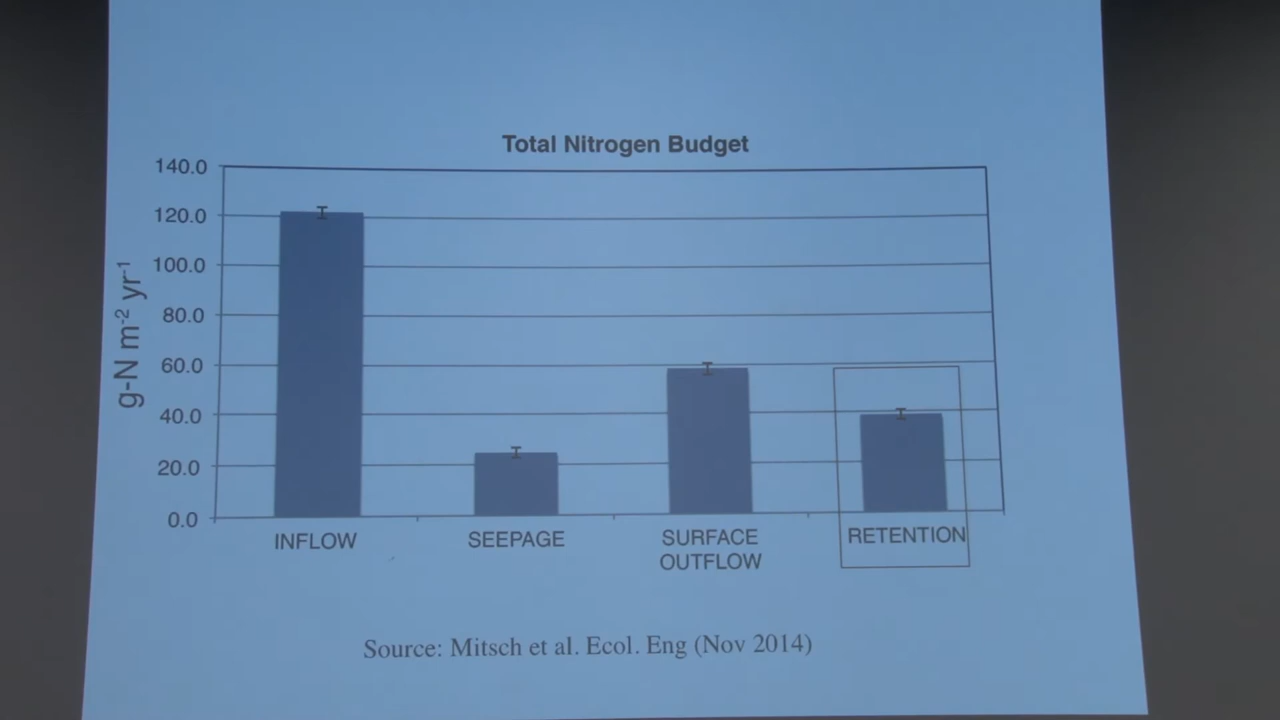 Total Nitrogen Budget
140.0
120.0
100.0
80.0
60.0
40.0
20.0
0.0
g-N m⁻² yr⁻¹
INFLOW
SEEPAGE
SURFACE
OUTFLOW
RETENTION
Source: Mitsch et al. Ecol. Eng (Nov 2014)